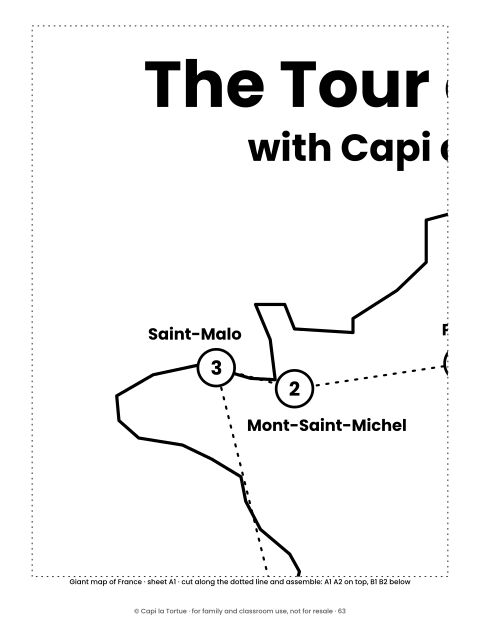 The Tour
with Capi
Saint-Malo
3
2
Mont-Saint-Michel
Giant map of France · sheet A1 · cut along the dotted line and assemble: A1 A2 on top, B1 B2 below
© Capi la Tortue · for family and classroom use, not for resale · 63